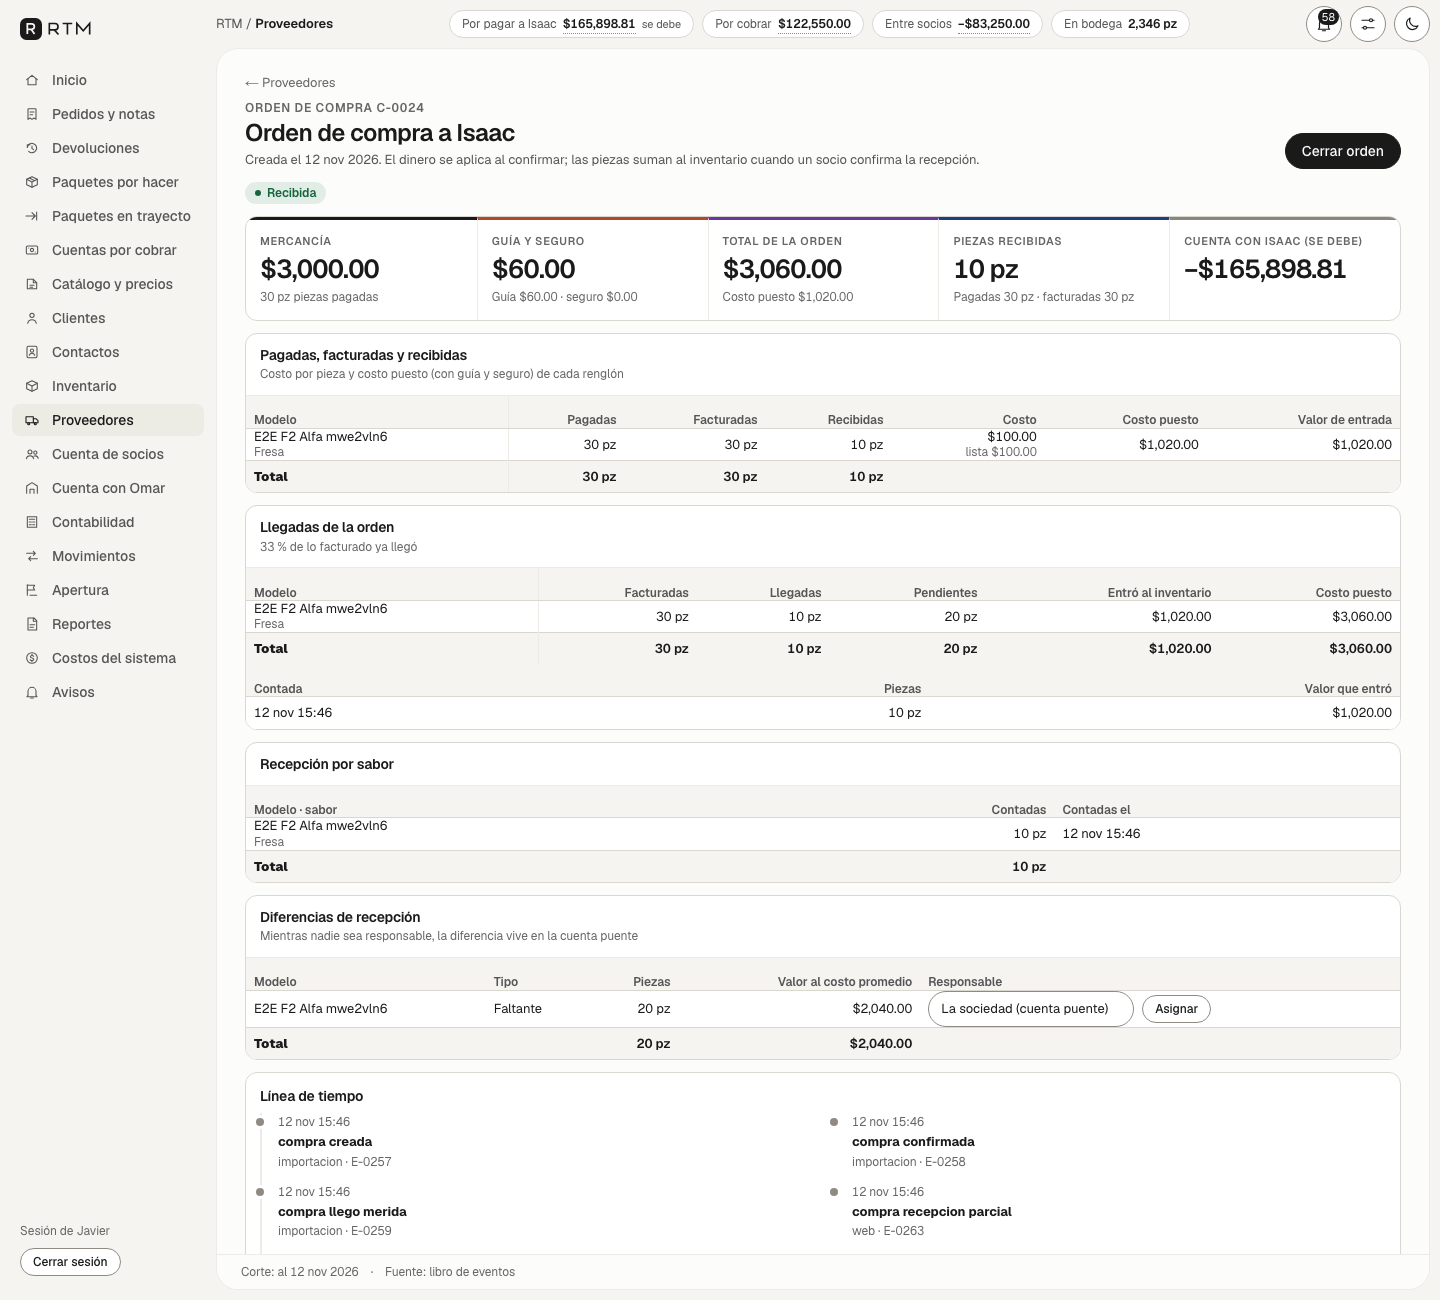 R RTM
RTM / Proveedores
Por pagar a Isaac $165,898.81 se debe
Por cobrar $122,550.00
Entre socios −$83,250.00
En bodega 2,346 pz
58
Inicio
Pedidos y notas
Devoluciones
Paquetes por hacer
Paquetes en trayecto
Cuentas por cobrar
Catálogo y precios
Clientes
Contactos
Inventario
Proveedores
Cuenta de socios
Cuenta con Omar
Contabilidad
Movimientos
Apertura
Reportes
Costos del sistema
Avisos
Sesión de Javier
Cerrar sesión
← Proveedores
ORDEN DE COMPRA C-0024
Orden de compra a Isaac
Creada el 12 nov 2026. El dinero se aplica al confirmar; las piezas suman al inventario cuando un socio confirma la recepción.
Cerrar orden
Recibida
MERCANCÍA
$3,000.00
30 pz piezas pagadas
GUÍA Y SEGURO
$60.00
Guía $60.00 · seguro $0.00
TOTAL DE LA ORDEN
$3,060.00
Costo puesto $1,020.00
PIEZAS RECIBIDAS
10 pz
Pagadas 30 pz · facturadas 30 pz
CUENTA CON ISAAC (SE DEBE)
−$165,898.81
Pagadas, facturadas y recibidas
Costo por pieza y costo puesto (con guía y seguro) de cada renglón
Modelo Pagadas Facturadas Recibidas Costo Costo puesto Valor de entrada
E2E F2 Alfa mwe2vln6 30 pz 30 pz 10 pz $100.00 $1,020.00 $1,020.00
Fresa lista $100.00
Total 30 pz 30 pz 10 pz
Llegadas de la orden
33 % de lo facturado ya llegó
Modelo Facturadas Llegadas Pendientes Entró al inventario Costo puesto
E2E F2 Alfa mwe2vln6 30 pz 10 pz 20 pz $1,020.00 $3,060.00
Fresa
Total 30 pz 10 pz 20 pz $1,020.00 $3,060.00
Contada Piezas Valor que entró
12 nov 15:46 10 pz $1,020.00
Recepción por sabor
Modelo · sabor Contadas Contadas el
E2E F2 Alfa mwe2vln6 10 pz 12 nov 15:46
Fresa
Total 10 pz
Diferencias de recepción
Mientras nadie sea responsable, la diferencia vive en la cuenta puente
Modelo Tipo Piezas Valor al costo promedio Responsable
E2E F2 Alfa mwe2vln6 Faltante 20 pz $2,040.00 La sociedad (cuenta puente) Asignar
Total 20 pz $2,040.00
Línea de tiempo
12 nov 15:46
compra creada
importacion · E-0257
12 nov 15:46
compra confirmada
importacion · E-0258
12 nov 15:46
compra llego merida
importacion · E-0259
12 nov 15:46
compra recepcion parcial
web · E-0263
Corte: al 12 nov 2026 · Fuente: libro de eventos